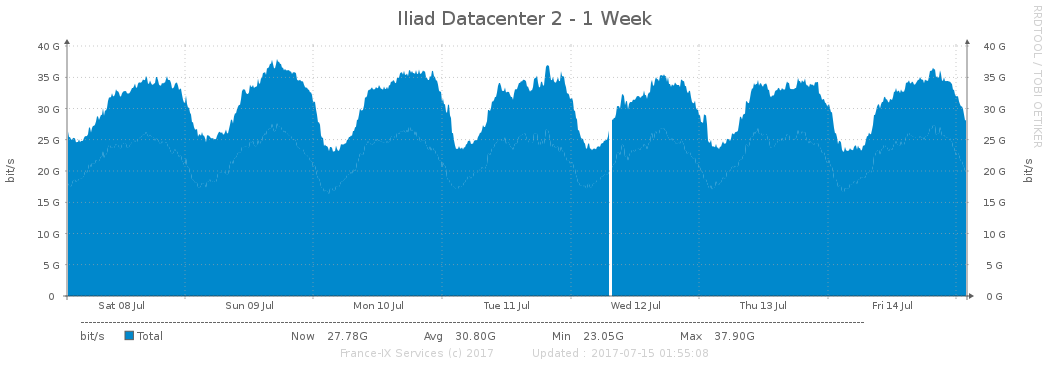 Iliad Datacenter 2 - 1 Week
RRDTOOL / TOBI OETIKER
40 G 40 G
35 G 35 G
30 G 30 G
25 G 25 G
20 G 20 G
15 G 15 G
10 G 10 G
5 G 5 G
0 0 G
bit/s bit/s
Sat 08 Jul Sun 09 Jul Mon 10 Jul Tue 11 Jul Wed 12 Jul Thu 13 Jul Fri 14 Jul
bit/s Total Now 27.78G Avg 30.80G Min 23.05G Max 37.90G
France-IX Services (c) 2017 Updated : 2017-07-15 01:55:08